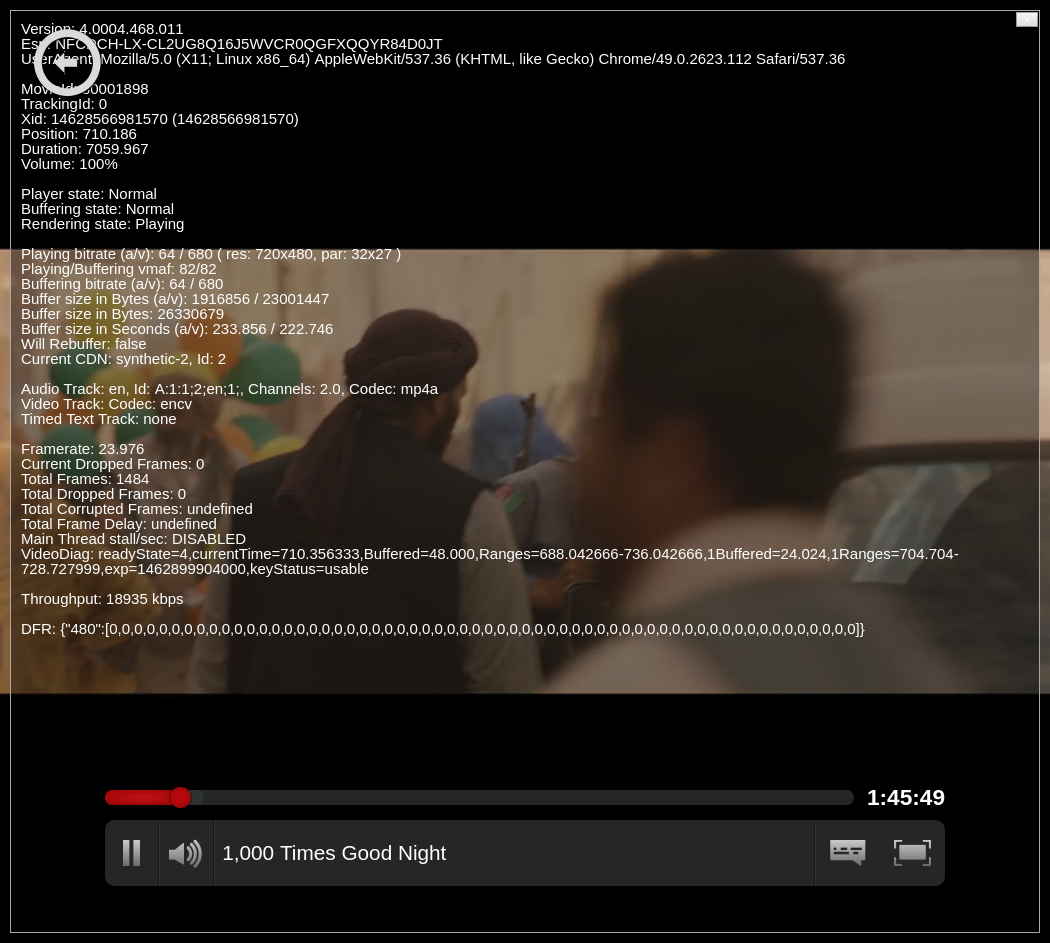 Version: 4.0004.468.011
Esn: NFCDCH-LX-CL2UG8Q16J5WVCR0QGFXQQYR84D0JT
UserAgent: Mozilla/5.0 (X11; Linux x86_64) AppleWebKit/537.36 (KHTML, like Gecko) Chrome/49.0.2623.112 Safari/537.36
MovieId: 80001898
TrackingId: 0
Xid: 14628566981570 (14628566981570)
Position: 710.186
Duration: 7059.967
Volume: 100%
Player state: Normal
Buffering state: Normal
Rendering state: Playing
Playing bitrate (a/v): 64 / 680 ( res: 720x480, par: 32x27 )
Playing/Buffering vmaf: 82/82
Buffering bitrate (a/v): 64 / 680
Buffer size in Bytes (a/v): 1916856 / 23001447
Buffer size in Bytes: 26330679
Buffer size in Seconds (a/v): 233.856 / 222.746
Will Rebuffer: false
Current CDN: synthetic-2, Id: 2
Audio Track: en, Id: A:1:1;2;en;1;, Channels: 2.0, Codec: mp4a
Video Track: Codec: encv
Timed Text Track: none
Framerate: 23.976
Current Dropped Frames: 0
Total Frames: 1484
Total Dropped Frames: 0
Total Corrupted Frames: undefined
Total Frame Delay: undefined
Main Thread stall/sec: DISABLED
VideoDiag: readyState=4,currentTime=710.356333,Buffered=48.000,Ranges=688.042666-736.042666,1Buffered=24.024,1Ranges=704.704-
728.727999,exp=1462899904000,keyStatus=usable
Throughput: 18935 kbps
DFR: {"480":[0,0,0,0,0,0,0,0,0,0,0,0,0,0,0,0,0,0,0,0,0,0,0,0,0,0,0,0,0,0,0,0,0,0,0,0,0,0,0,0,0,0,0,0,0,0,0,0,0,0,0,0,0,0,0,0,0,0,0,0]}
1:45:49
1,000 Times Good Night